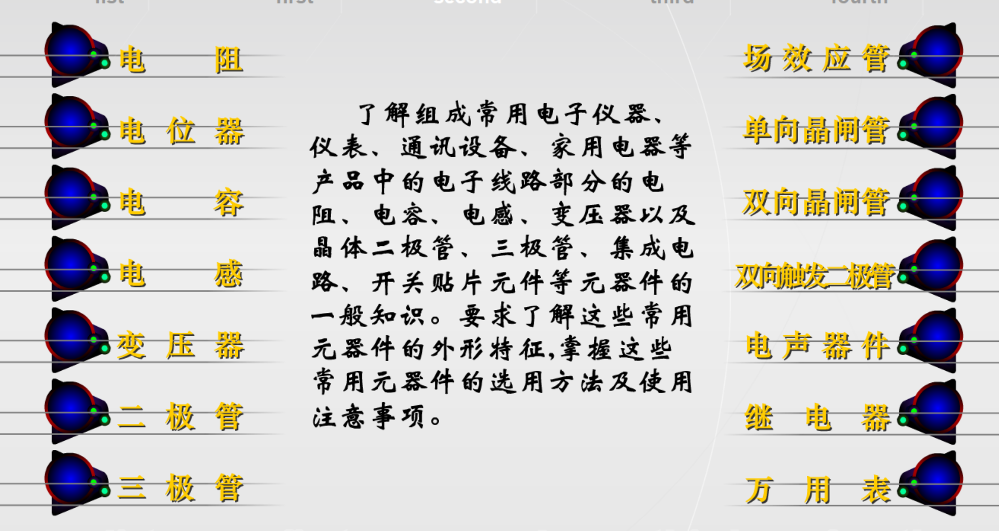 list first second third fourth
电阻
电位器
电容
电感
变压器
二极管
三极管
了解组成常用电子仪器、
仪表、通讯设备、家用电器等
产品中的电子线路部分的电
阻、电容、电感、变压器以及
晶体二极管、三极管、集成电
路、开关贴片元件等元器件的
一般知识。要求了解这些常用
元器件的外形特征,掌握这些
常用元器件的选用方法及使用
注意事项。
场效应管
单向晶闸管
双向晶闸管
双向触发二极管
电声器件
继电器
万用表